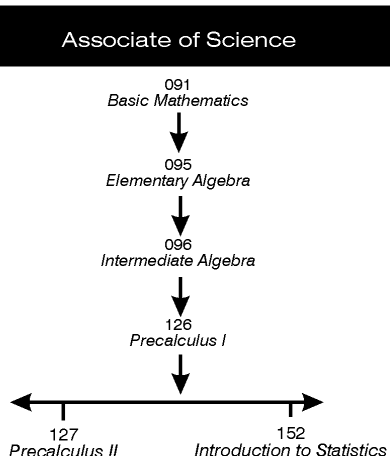 Associate of Science
091
Basic Mathematics
095
Elementary Algebra
096
Intermediate Algebra
126
Precalculus I
127
Precalculus II
152
Introduction to Statistics